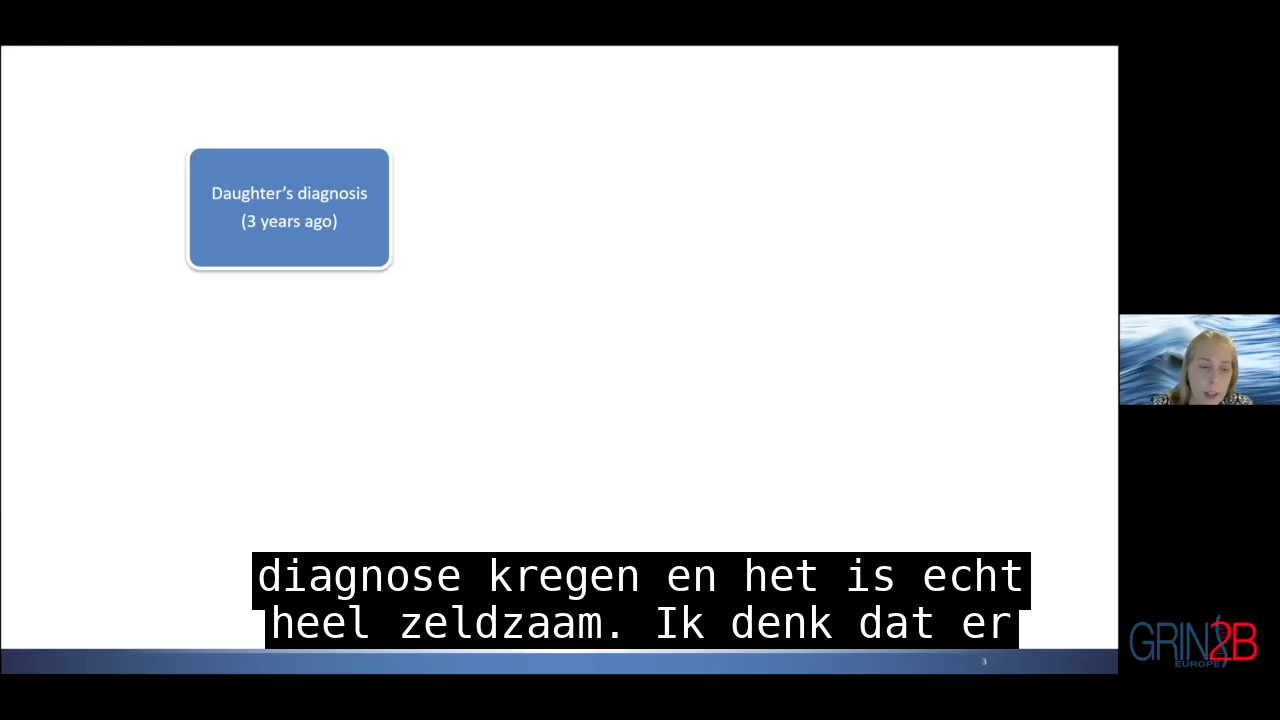 Daughter’s diagnosis
(3 years ago)
diagnose kregen en het is echt
heel zeldzaam. Ik denk dat er
3
GRIN2B
EUROPE